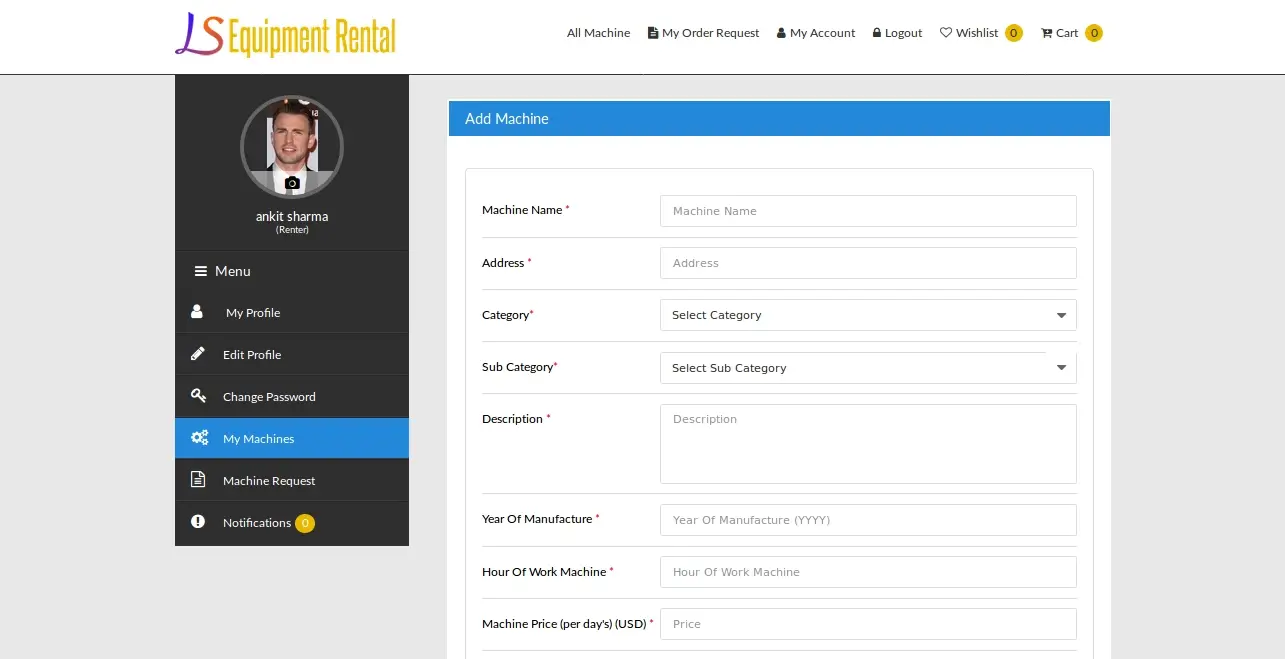 LS Equipment Rental
All Machine My Order Request My Account Logout Wishlist 0 Cart 0
ankit sharma
(Renter)
Menu
My Profile
Edit Profile
Change Password
My Machines
Machine Request
Notifications 0
Add Machine
Machine Name * Machine Name
Address * Address
Category* Select Category
Sub Category* Select Sub Category
Description * Description
Year Of Manufacture * Year Of Manufacture (YYYY)
Hour Of Work Machine * Hour Of Work Machine
Machine Price (per day's) (USD) * Price